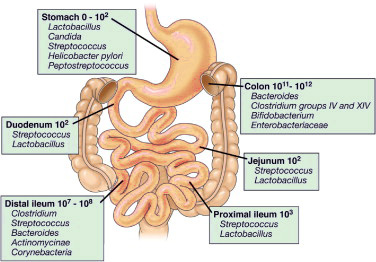 Stomach 0 - 10²
Lactobacillus
Candida
Streptococcus
Helicobacter pylori
Peptostreptococcus
Colon 10¹¹- 10¹²
Bacteroides
Clostridium groups IV and XIV
Bifidobacterium
Enterobacteriaceae
Duodenum 10²
Streptococcus
Lactobacillus
Jejunum 10²
Streptococcus
Lactobacillus
Distal ileum 10⁷ - 10⁸
Clostridium
Streptococcus
Bacteroides
Actinomycinae
Corynebacteria
Proximal ileum 10³
Streptococcus
Lactobacillus